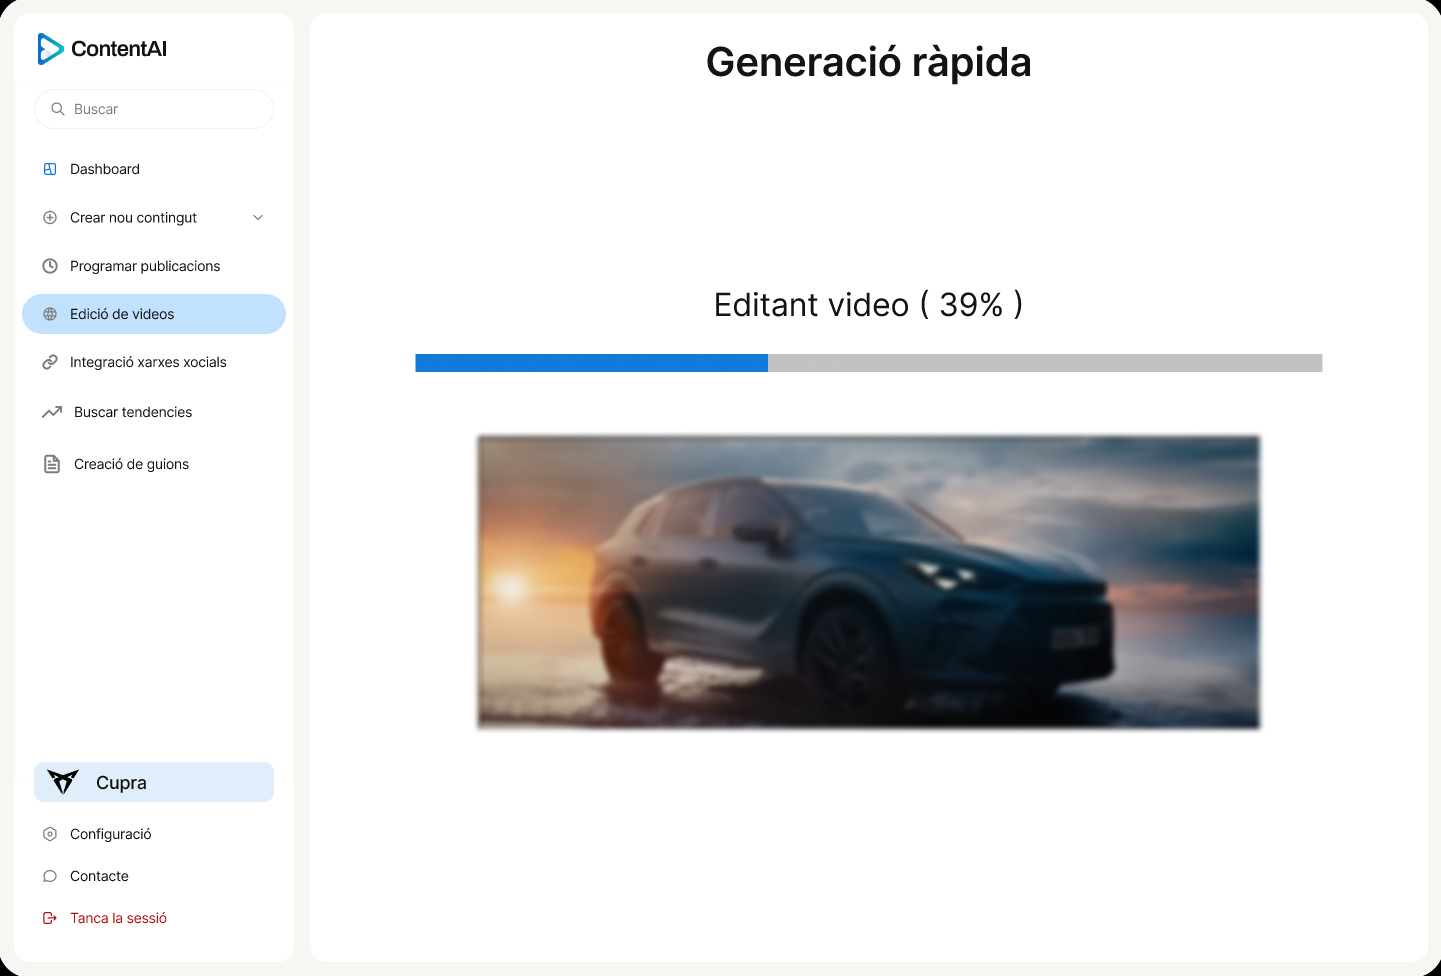 ContentAI
Buscar
Dashboard
Crear nou contingut
Programar publicacions
Edició de videos
Integració xarxes xocials
Buscar tendencies
Creació de guions
Cupra
Configuració
Contacte
Tanca la sessió
Generació ràpida
Editant video ( 39% )